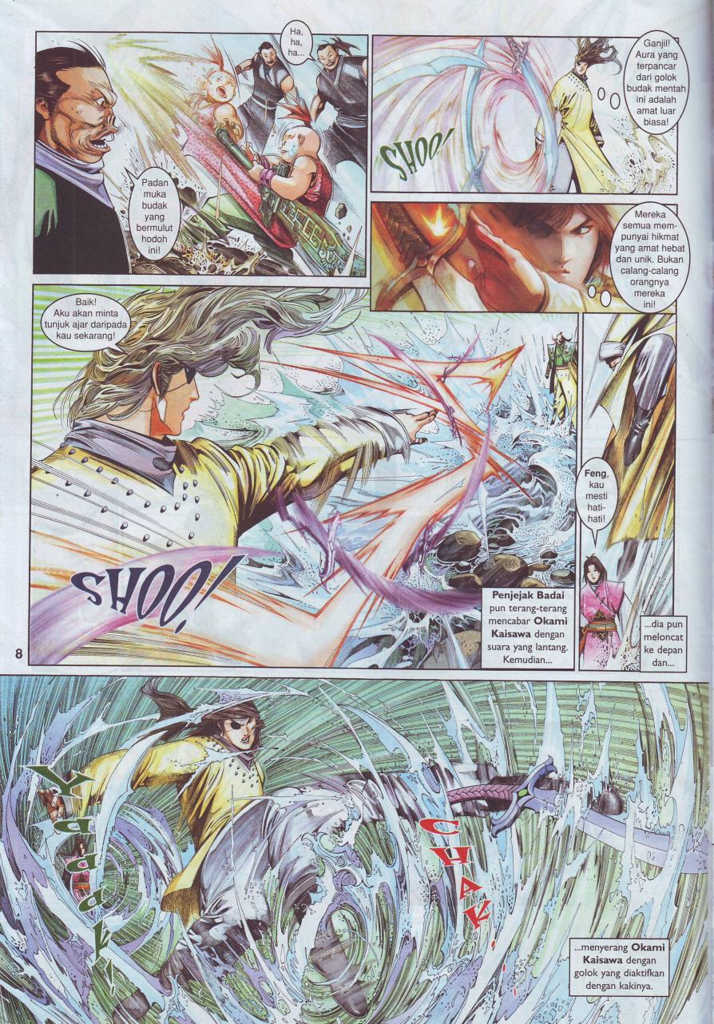 Ha,
ha,
ha...
Padan
muka
budak
yang
bermulut
hodoh
ini!
Ganjil!
Aura yang
terpancar
dari golok
budak mentah
ini adalah
amat luar
biasa!
SHOO!
Mereka
semua mem-
punyai hikmat
yang amat hebat
dan unik. Bukan
calang-calang
orangnya
mereka
ini!
Baik!
Aku akan minta
tunjuk ajar daripada
kau sekarang!
SHOO!
Penjejak Badai
pun terang-terang
mencabar Okami
Kaisawa dengan
suara yang lantang.
Kemudian...
Feng,
kau
mesti
hati-
hati!
...dia pun
meloncat
ke depan
dan...
8
Yaaak!
CHAK!
...menyerang Okami
Kaisawa dengan
golok yang diaktifkan
dengan kakinya.